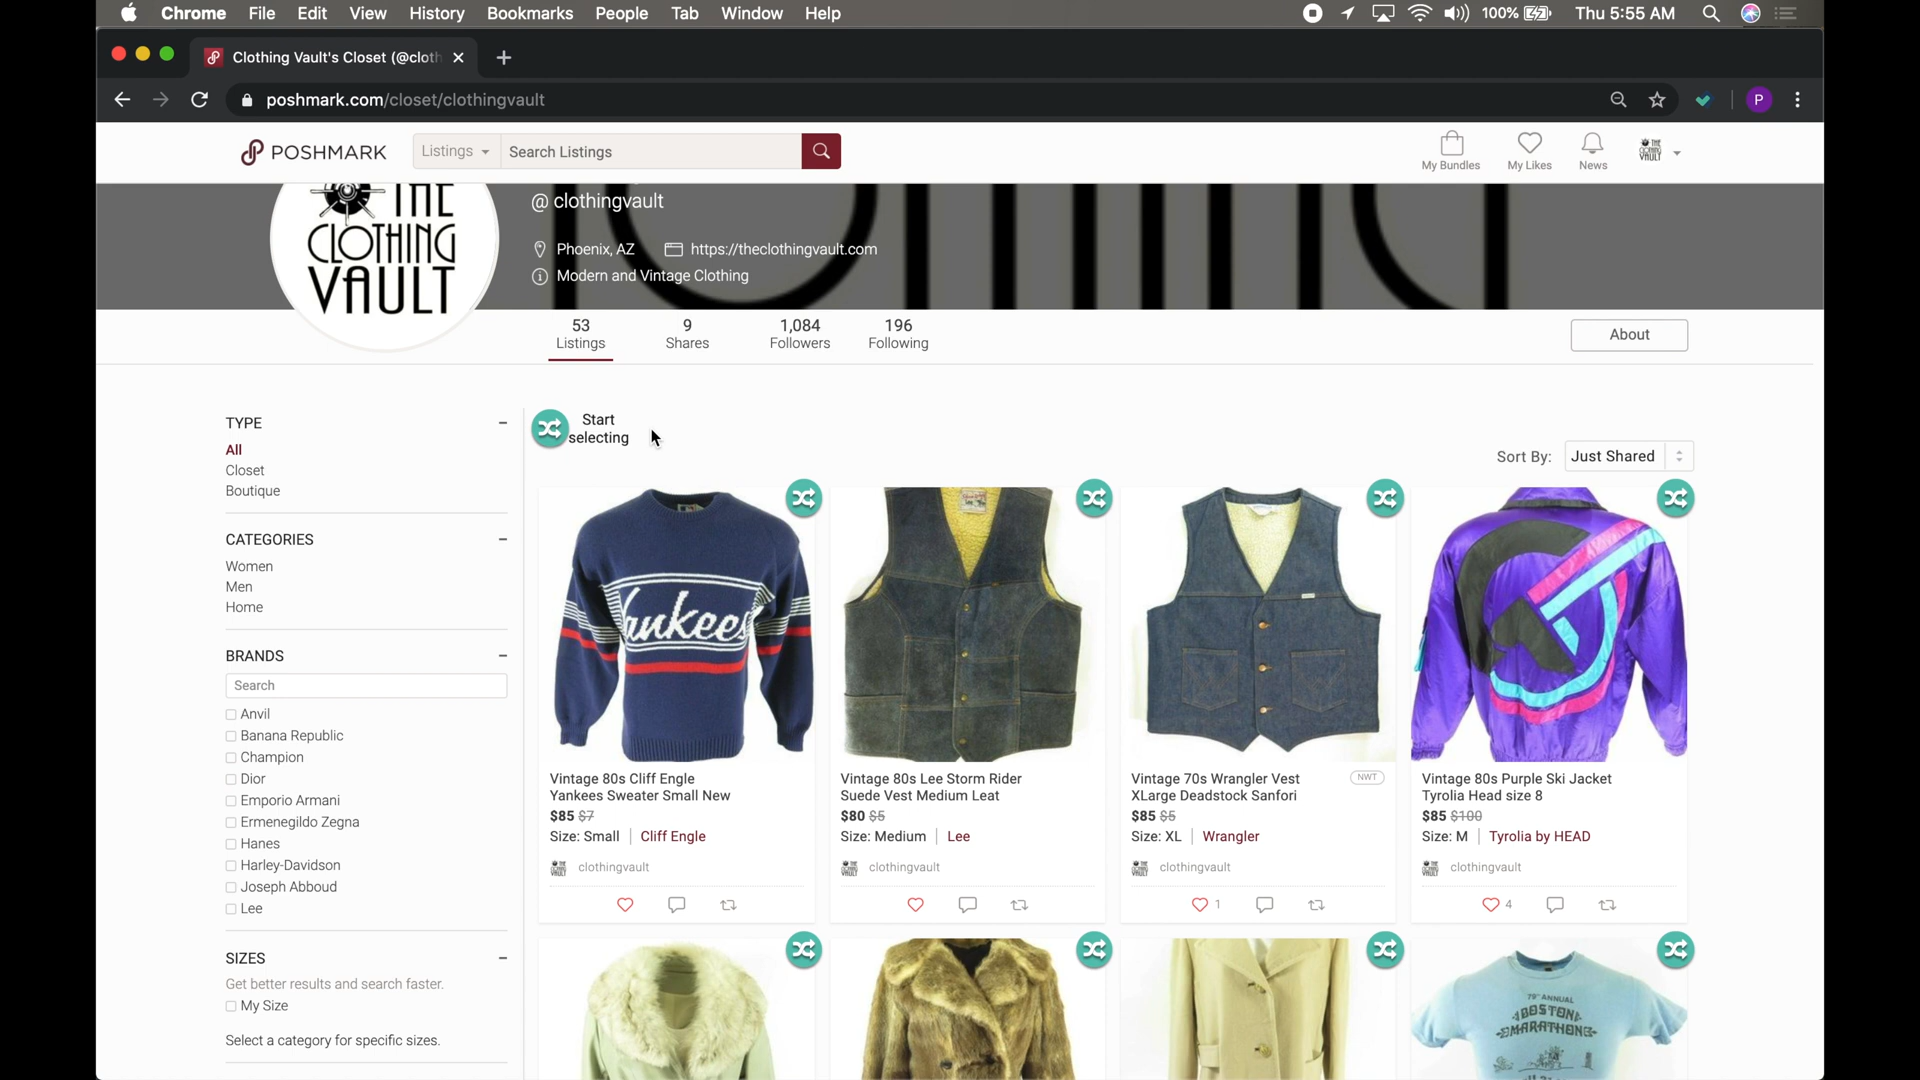 Chrome File Edit View History Bookmarks People Tab Window Help 100% Thu 5:55 AM
Clothing Vault's Closet (@cloth
poshmark.com/closet/clothingvault P
POSHMARK Listings Search Listings My Bundles My Likes News THE CLOTHING VAULT
THE CLOTHING VAULT
@ clothingvault
Phoenix, AZ https://theclothingvault.com
Modern and Vintage Clothing
53 9 1,084 196
Listings Shares Followers Following
About
TYPE
All
Closet
Boutique
CATEGORIES
Women
Men
Home
BRANDS
Search
Anvil
Banana Republic
Champion
Dior
Emporio Armani
Ermenegildo Zegna
Hanes
Harley-Davidson
Joseph Abboud
Lee
SIZES
Get better results and search faster.
My Size
Select a category for specific sizes.
Start
selecting
Sort By: Just Shared
Yankees
Vintage 80s Cliff Engle
Yankees Sweater Small New
$85 $7
Size: Small Cliff Engle
clothingvault
Vintage 80s Lee Storm Rider
Suede Vest Medium Leat
$80 $5
Size: Medium Lee
clothingvault
Vintage 70s Wrangler Vest
XLarge Deadstock Sanfori
NWT
$85 $5
Size: XL Wrangler
clothingvault
1
Vintage 80s Purple Ski Jacket
Tyrolia Head size 8
$85 $100
Size: M Tyrolia by HEAD
clothingvault
4
79TH ANNUAL
BOSTON
MARATHON